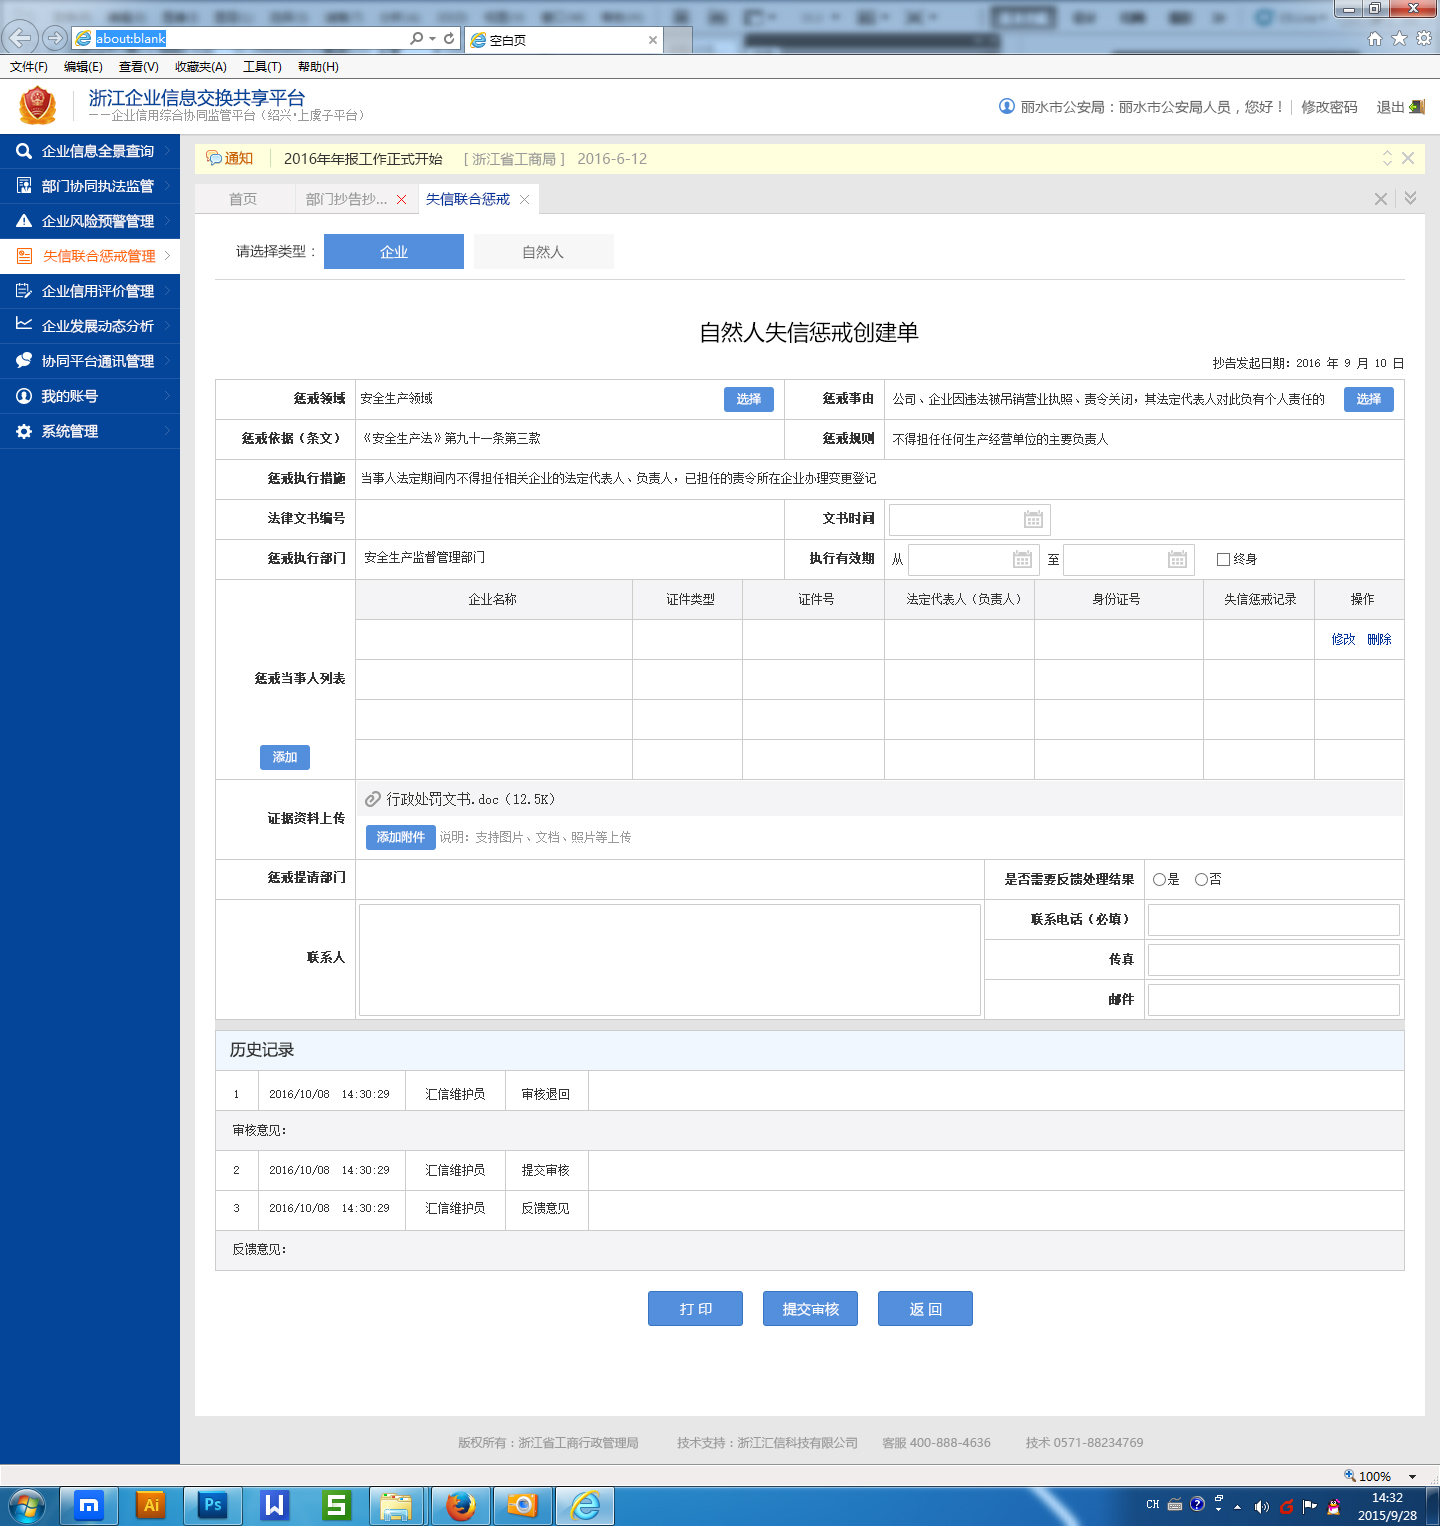 about:blank
空白页
文件(F) 编辑(E) 查看(V) 收藏夹(A) 工具(T) 帮助(H)
浙江企业信息交换共享平台
——企业信用综合协同监管平台（绍兴·上虞子平台）
丽水市公安局：丽水市公安局人员，您好！ 修改密码 退出
企业信息全景查询
部门协同执法监管
企业风险预警管理
失信联合惩戒管理
企业信用评价管理
企业发展动态分析
协同平台通讯管理
我的账号
系统管理
通知 2016年年报工作正式开始 [ 浙江省工商局 ] 2016-6-12
首页 部门抄告抄... 失信联合惩戒
请选择类型： 企业 自然人
自然人失信惩戒创建单
抄告发起日期：2016 年 9 月 10 日
惩戒领域 安全生产领域 选择 惩戒事由 公司、企业因违法被吊销营业执照、责令关闭，其法定代表人对此负有个人责任的 选择
惩戒依据（条文） 《安全生产法》第九十一条第三款 惩戒规则 不得担任任何生产经营单位的主要负责人
惩戒执行措施 当事人法定期间内不得担任相关企业的法定代表人、负责人，已担任的责令所在企业办理变更登记
法律文书编号 文书时间
惩戒执行部门 安全生产监督管理部门 执行有效期 从 至 终身
企业名称 证件类型 证件号 法定代表人（负责人） 身份证号 失信惩戒记录 操作
修改 删除
惩戒当事人列表
添加
证据资料上传 行政处罚文书.doc（12.5K）
添加附件 说明：支持图片、文档、照片等上传
惩戒提请部门 是否需要反馈处理结果 是 否
联系人 联系电话（必填）
传真
邮件
历史记录
1 2016/10/08 14:30:29 汇信维护员 审核退回
审核意见：
2 2016/10/08 14:30:29 汇信维护员 提交审核
3 2016/10/08 14:30:29 汇信维护员 反馈意见
反馈意见：
打 印 提交审核 返 回
版权所有：浙江省工商行政管理局 技术支持：浙江汇信科技有限公司 客服 400-888-4636 技术 0571-88234769
100%
m Ai Ps W S
CH
14:32
2015/9/28